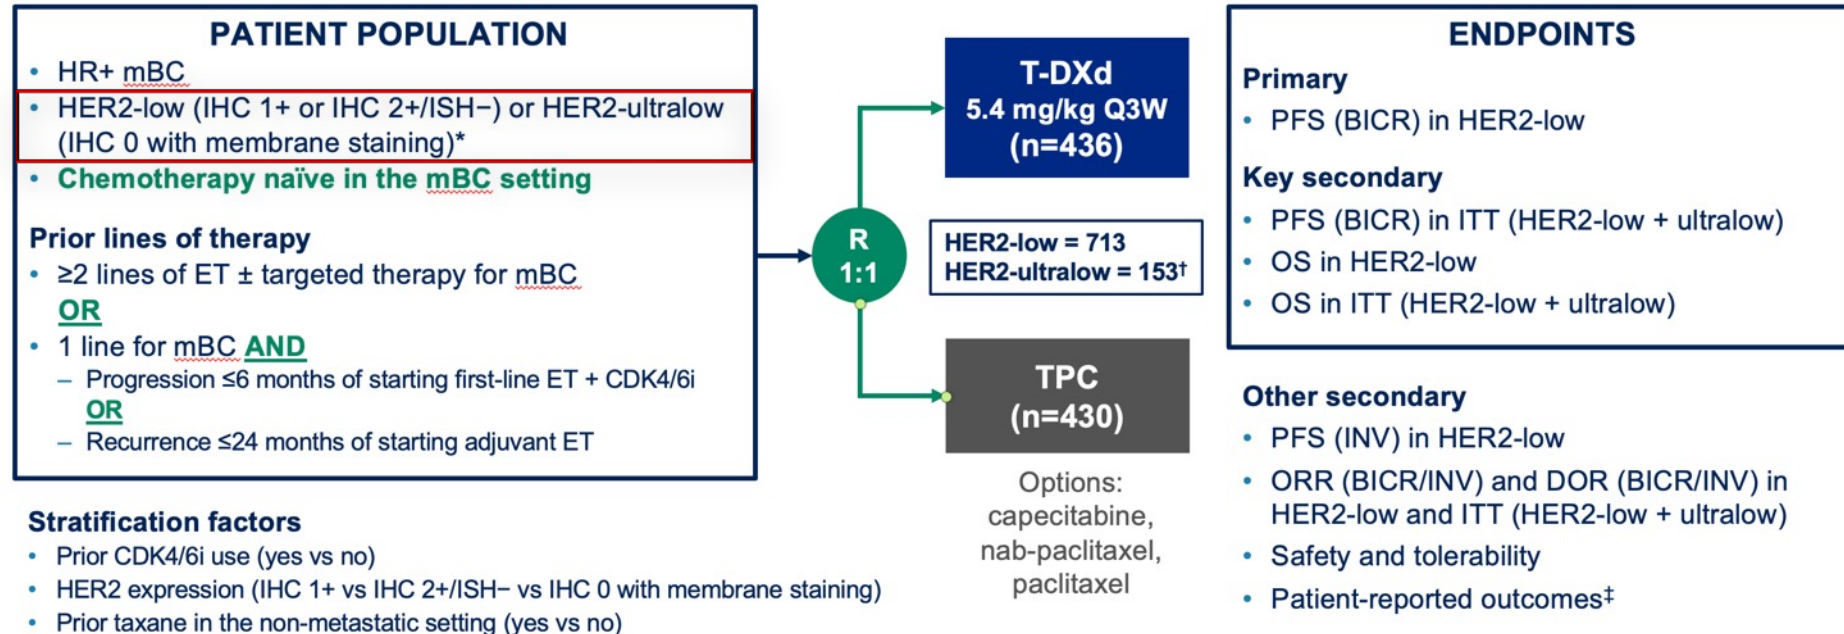 PATIENT POPULATION
• HR+ mBC
• HER2-low (IHC 1+ or IHC 2+/ISH−) or HER2-ultralow
(IHC 0 with membrane staining)*
• Chemotherapy naïve in the mBC setting
Prior lines of therapy
• ≥2 lines of ET ± targeted therapy for mBC
OR
• 1 line for mBC AND
– Progression ≤6 months of starting first-line ET + CDK4/6i
OR
– Recurrence ≤24 months of starting adjuvant ET
Stratification factors
• Prior CDK4/6i use (yes vs no)
• HER2 expression (IHC 1+ vs IHC 2+/ISH− vs IHC 0 with membrane staining)
• Prior taxane in the non-metastatic setting (yes vs no)
R
1:1
T-DXd
5.4 mg/kg Q3W
(n=436)
HER2-low = 713
HER2-ultralow = 153†
TPC
(n=430)
Options:
capecitabine,
nab-paclitaxel,
paclitaxel
ENDPOINTS
Primary
• PFS (BICR) in HER2-low
Key secondary
• PFS (BICR) in ITT (HER2-low + ultralow)
• OS in HER2-low
• OS in ITT (HER2-low + ultralow)
Other secondary
• PFS (INV) in HER2-low
• ORR (BICR/INV) and DOR (BICR/INV) in
HER2-low and ITT (HER2-low + ultralow)
• Safety and tolerability
• Patient-reported outcomes‡